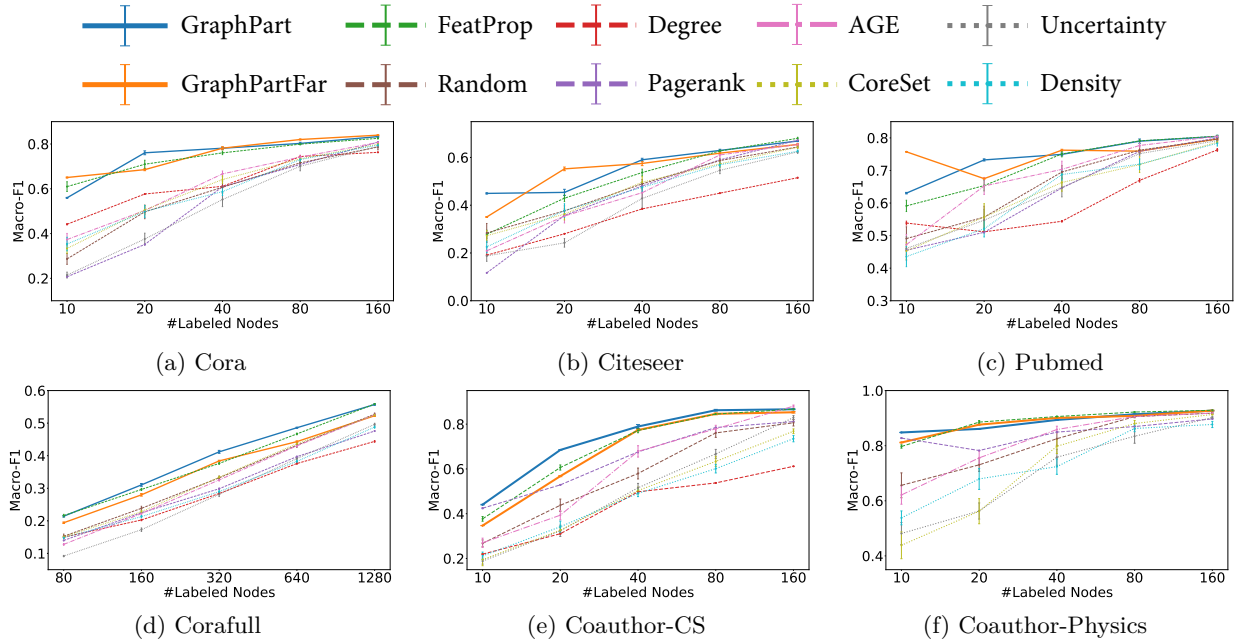 GraphPart FeatProp Degree AGE Uncertainty
GraphPartFar Random Pagerank CoreSet Density
Macro-F1
0.8
0.6
0.4
0.2
10 20 40 80 160
#Labeled Nodes
(a) Cora
Macro-F1
0.6
0.4
0.2
0.0
10 20 40 80 160
#Labeled Nodes
(b) Citeseer
Macro-F1
0.8
0.7
0.6
0.5
0.4
0.3
10 20 40 80 160
#Labeled Nodes
(c) Pubmed
Macro-F1
0.6
0.5
0.4
0.3
0.2
0.1
80 160 320 640 1280
#Labeled Nodes
(d) Corafull
Macro-F1
0.8
0.6
0.4
0.2
10 20 40 80 160
#Labeled Nodes
(e) Coauthor-CS
Macro-F1
1.0
0.8
0.6
0.4
10 20 40 80 160
#Labeled Nodes
(f) Coauthor-Physics